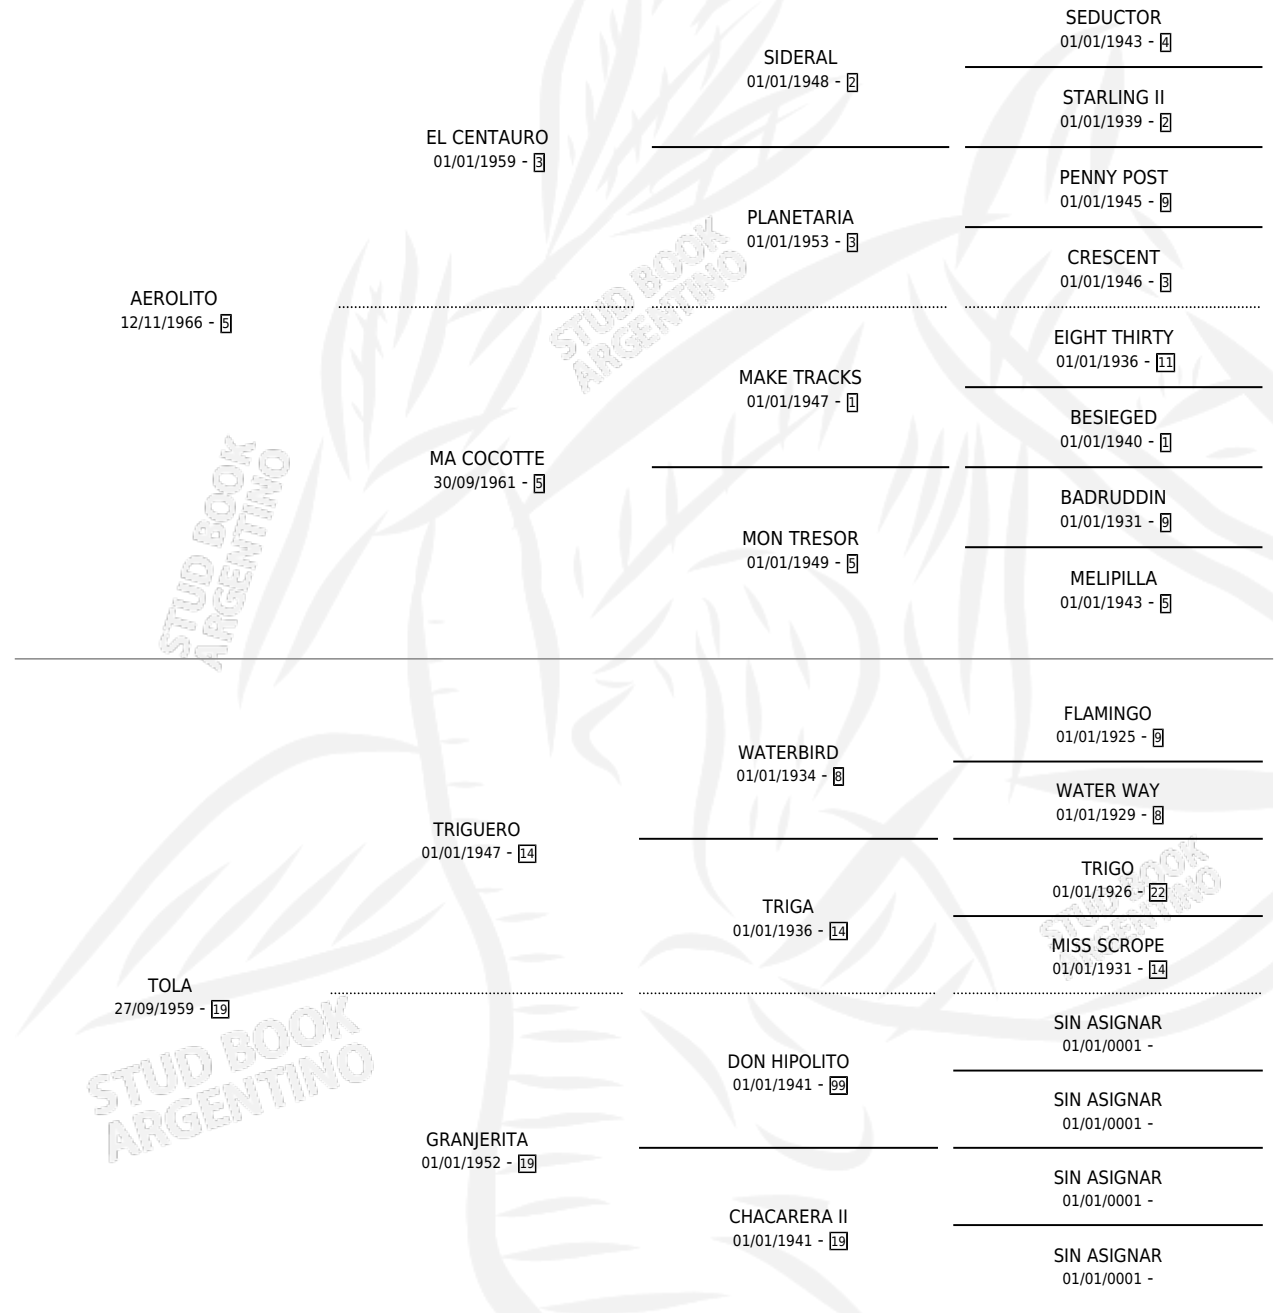 SEDUCTOR
01/01/1943 - 4
SIDERAL
01/01/1948 - 2
STARLING II
01/01/1939 - 2
EL CENTAURO
01/01/1959 - 3
PENNY POST
01/01/1945 - 9
PLANETARIA
01/01/1953 - 3
CRESCENT
01/01/1946 - 3
AEROLITO
12/11/1966 - 5
EIGHT THIRTY
01/01/1936 - 11
MAKE TRACKS
01/01/1947 - 1
BESIEGED
01/01/1940 - 1
MA COCOTTE
30/09/1961 - 5
BADRUDDIN
01/01/1931 - 9
MON TRESOR
01/01/1949 - 5
MELIPILLA
01/01/1943 - 5
STUD BOOK
ARGENTINO
STUD BOOK
ARGENTINO
FLAMINGO
01/01/1925 - 9
WATERBIRD
01/01/1934 - 8
WATER WAY
01/01/1929 - 8
TRIGUERO
01/01/1947 - 14
TRIGO
01/01/1926 - 22
TRIGA
01/01/1936 - 14
MISS SCROPE
01/01/1931 - 14
STUD BOOK
ARGENTINO
TOLA
27/09/1959 - 19
SIN ASIGNAR
01/01/0001 -
DON HIPOLITO
01/01/1941 - 99
SIN ASIGNAR
01/01/0001 -
STUD BOOK
ARGENTINO
GRANJERITA
01/01/1952 - 19
SIN ASIGNAR
01/01/0001 -
CHACARERA II
01/01/1941 - 19
SIN ASIGNAR
01/01/0001 -